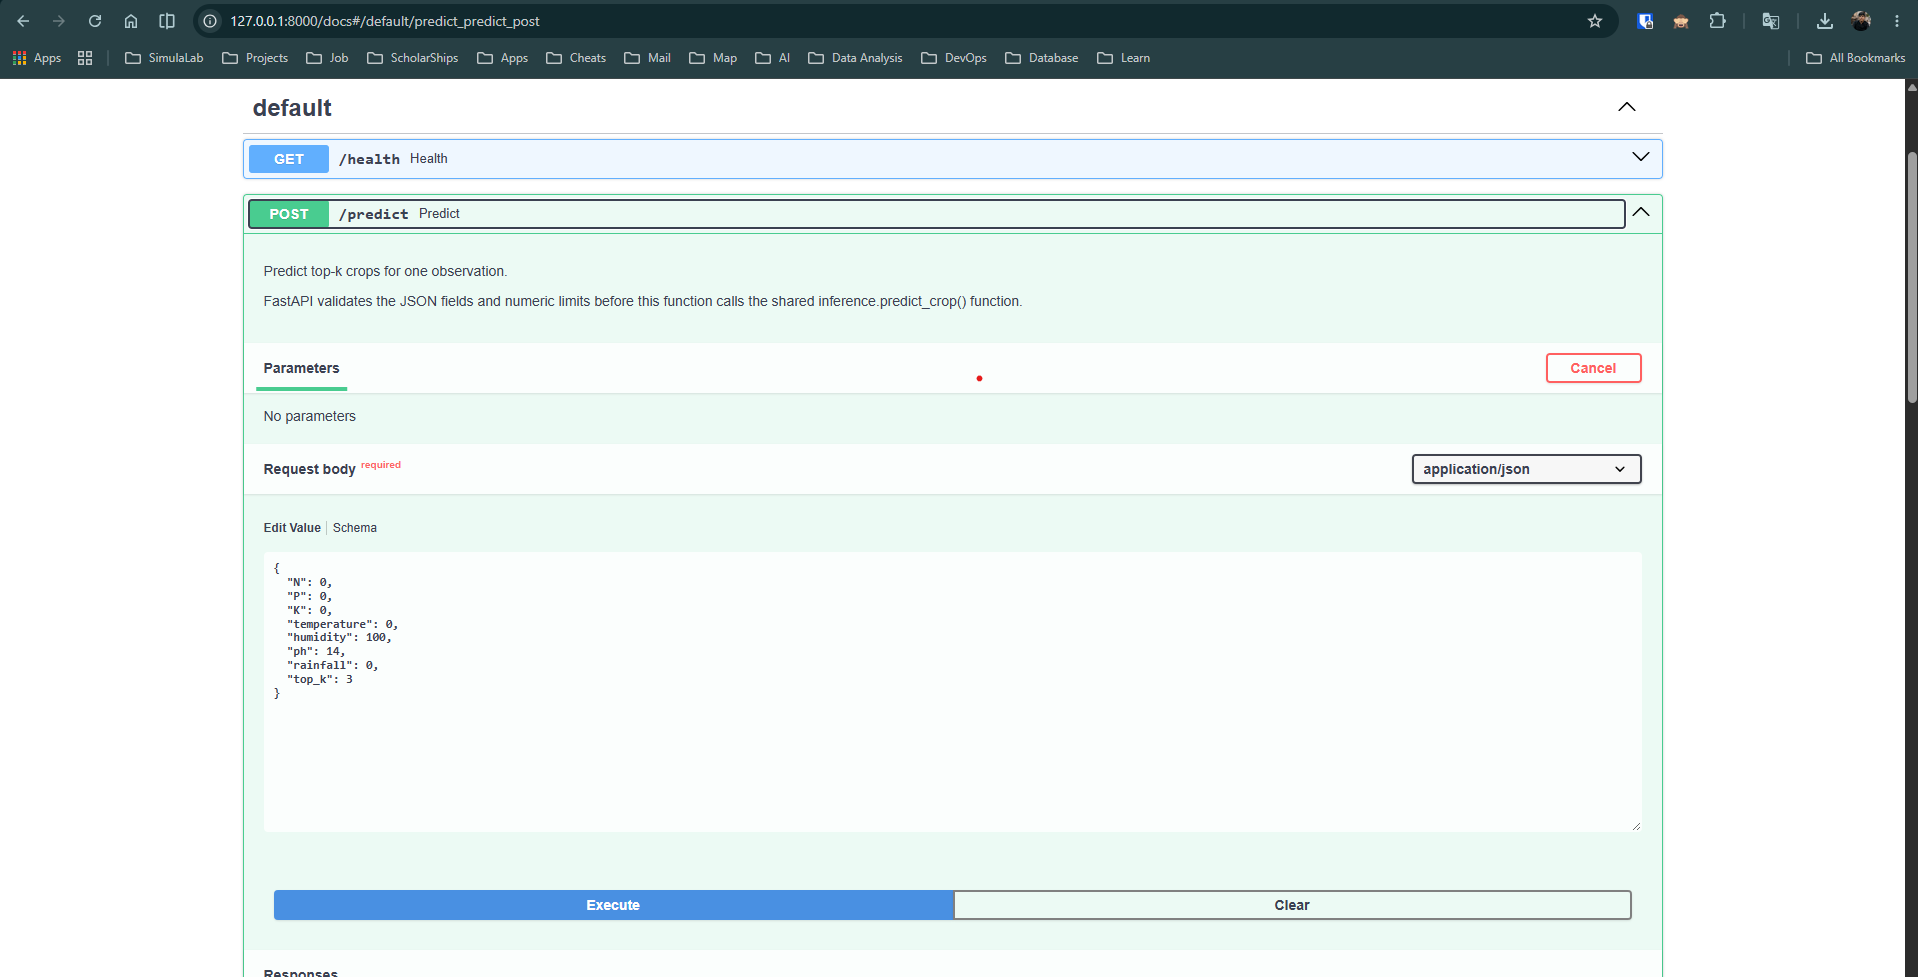 127.0.0.1:8000/docs#/default/predict_predict_post
Apps SimulaLab Projects Job ScholarShips Apps Cheats Mail Map AI Data Analysis DevOps Database Learn All Bookmarks
default
GET /health Health
POST /predict Predict
Predict top-k crops for one observation.
FastAPI validates the JSON fields and numeric limits before this function calls the shared inference.predict_crop() function.
Parameters Cancel
No parameters
Request body required application/json
Edit Value Schema
{
"N": 0,
"P": 0,
"K": 0,
"temperature": 0,
"humidity": 100,
"ph": 14,
"rainfall": 0,
"top_k": 3
}
Execute Clear
Responses